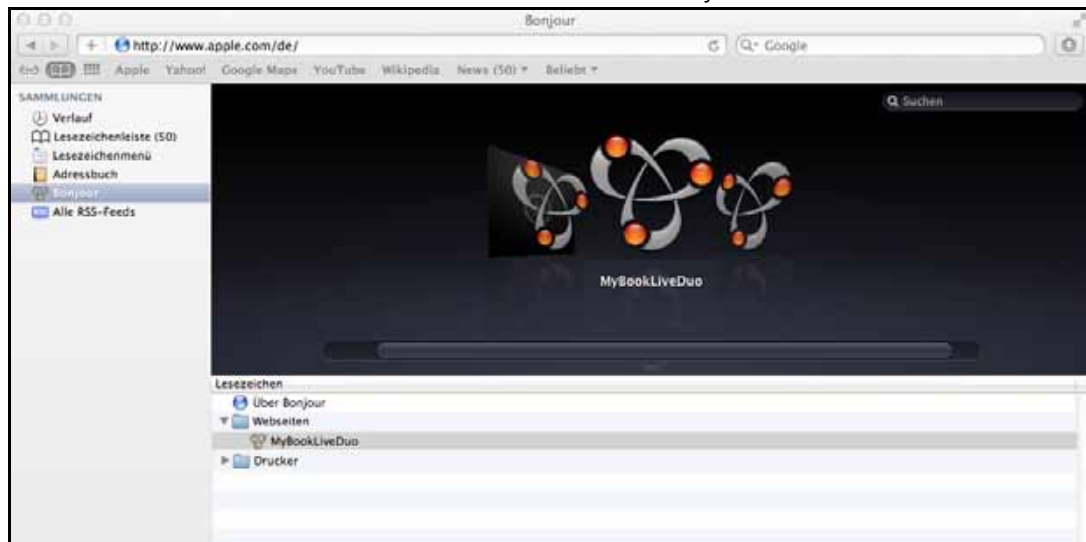 Bonjour
http://www.apple.com/de/
Google
Apple Yahoo! Google Maps YouTube Wikipedia News (50) Beliebt
SAMMLUNGEN
Verlauf
Lesezeichenleiste (50)
Lesezeichenmenü
Adressbuch
Bonjour
Alle RSS-Feeds
Suchen
MyBookLiveDuo
Lesezeichen
Über Bonjour
Webseiten
MyBookLiveDuo
Drucker